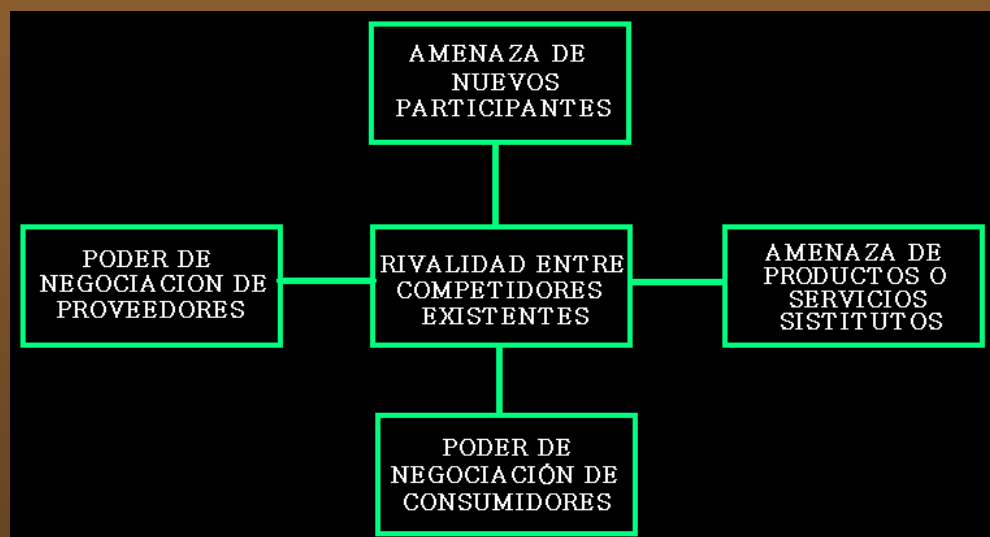 AMENAZA DE
NUEVOS
PARTICIPANTES
PODER DE
NEGOCIACION DE
PROVEEDORES
RIVALIDAD ENTRE
COMPETIDORES
EXISTENTES
AMENAZA DE
PRODUCTOS O
SERVICIOS
SISTITUTOS
PODER DE
NEGOCIACIÓN DE
CONSUMIDORES